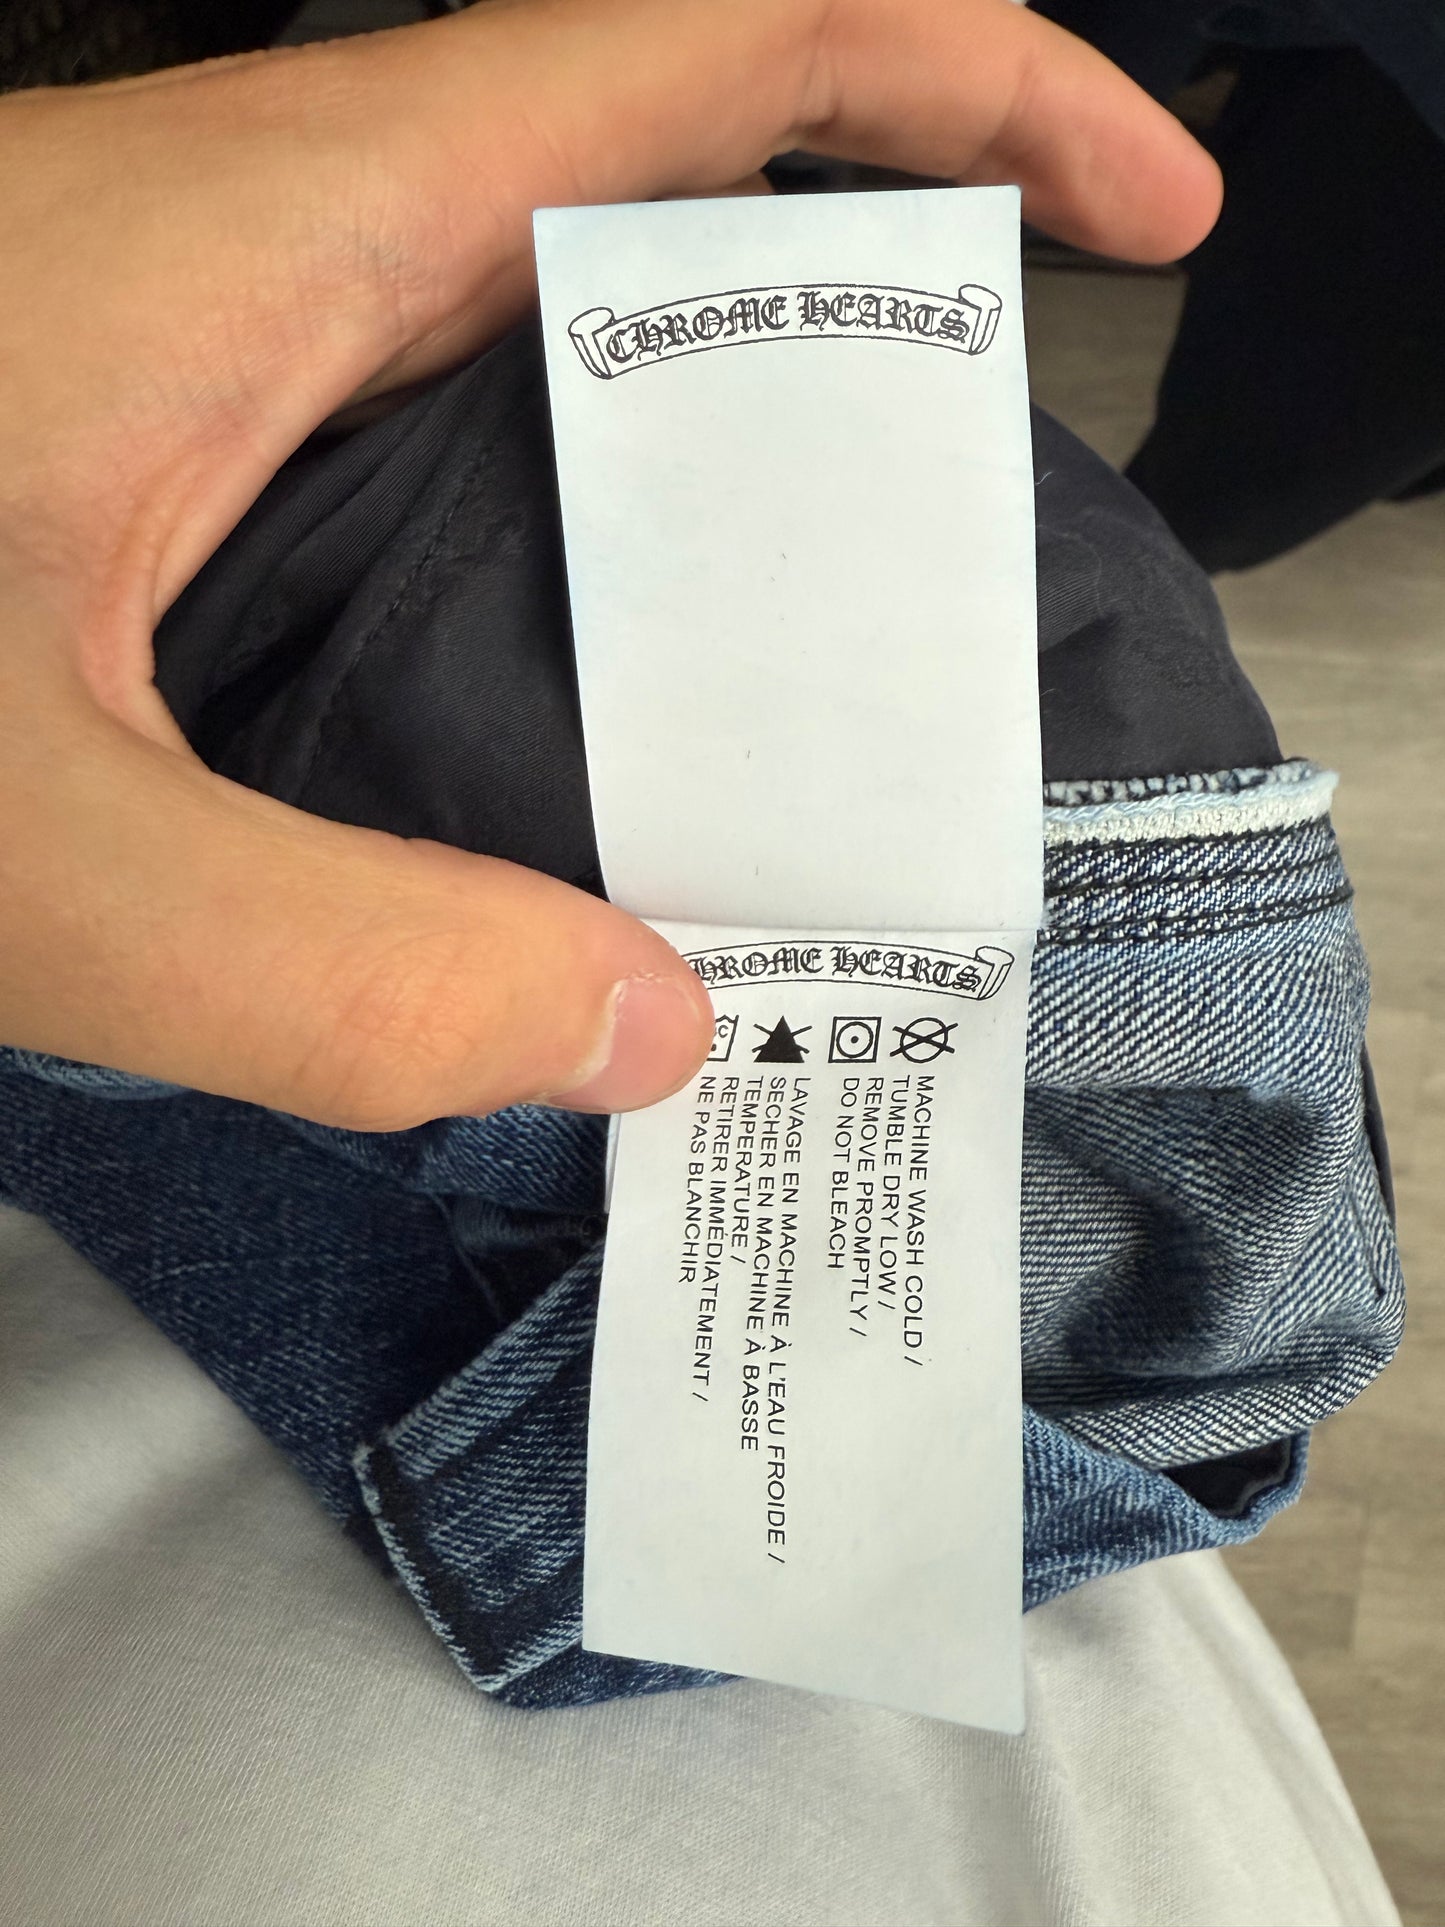 CHROME HEARTS
CHROME HEARTS
MACHINE WASH COLD /
TUMBLE DRY LOW /
REMOVE PROMPTLY /
DO NOT BLEACH
LAVAGE EN MACHINE À L'EAU FROIDE /
SECHER EN MACHINE À BASSE
TEMPERATURE /
RETIRER IMMÉDIATEMENT /
NE PAS BLANCHIR